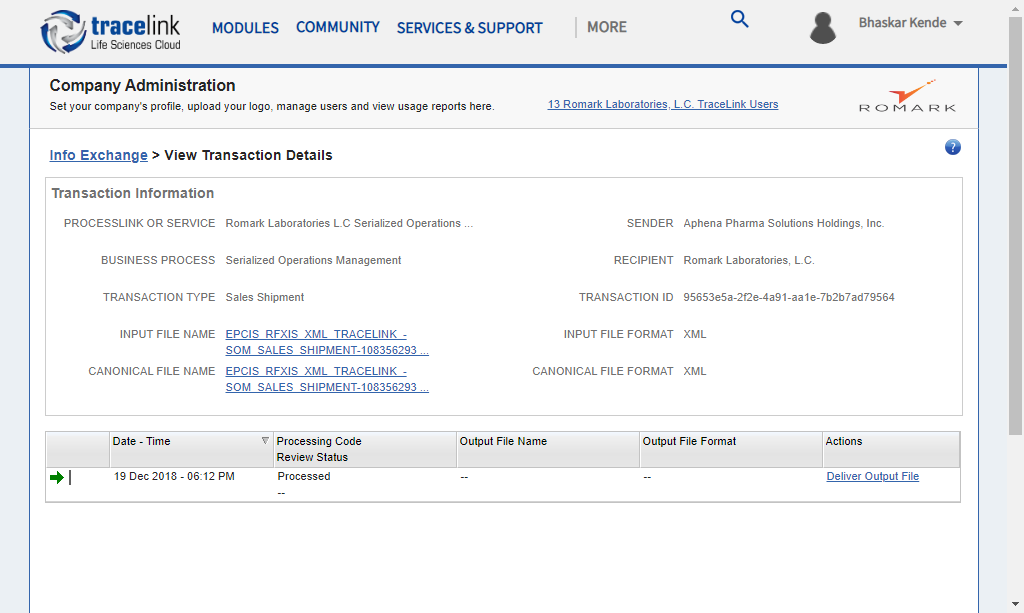 tracelink
Life Sciences Cloud
MODULES COMMUNITY SERVICES & SUPPORT MORE
Bhaskar Kende
Company Administration
Set your company's profile, upload your logo, manage users and view usage reports here.
13 Romark Laboratories, L.C. TraceLink Users
ROMARK
Info Exchange > View Transaction Details
?
Transaction Information
PROCESSLINK OR SERVICE Romark Laboratories L.C Serialized Operations ... SENDER Aphena Pharma Solutions Holdings, Inc.
BUSINESS PROCESS Serialized Operations Management RECIPIENT Romark Laboratories, L.C.
TRANSACTION TYPE Sales Shipment TRANSACTION ID 95653e5a-2f2e-4a91-aa1e-7b2b7ad79564
INPUT FILE NAME EPCIS_RFXIS_XML_TRACELINK_- INPUT FILE FORMAT XML
SOM_SALES_SHIPMENT-108356293 ...
CANONICAL FILE NAME EPCIS_RFXIS_XML_TRACELINK_- CANONICAL FILE FORMAT XML
SOM_SALES_SHIPMENT-108356293 ...
Date - Time Processing Code Output File Name Output File Format Actions
Review Status
19 Dec 2018 - 06:12 PM Processed -- -- Deliver Output File
--